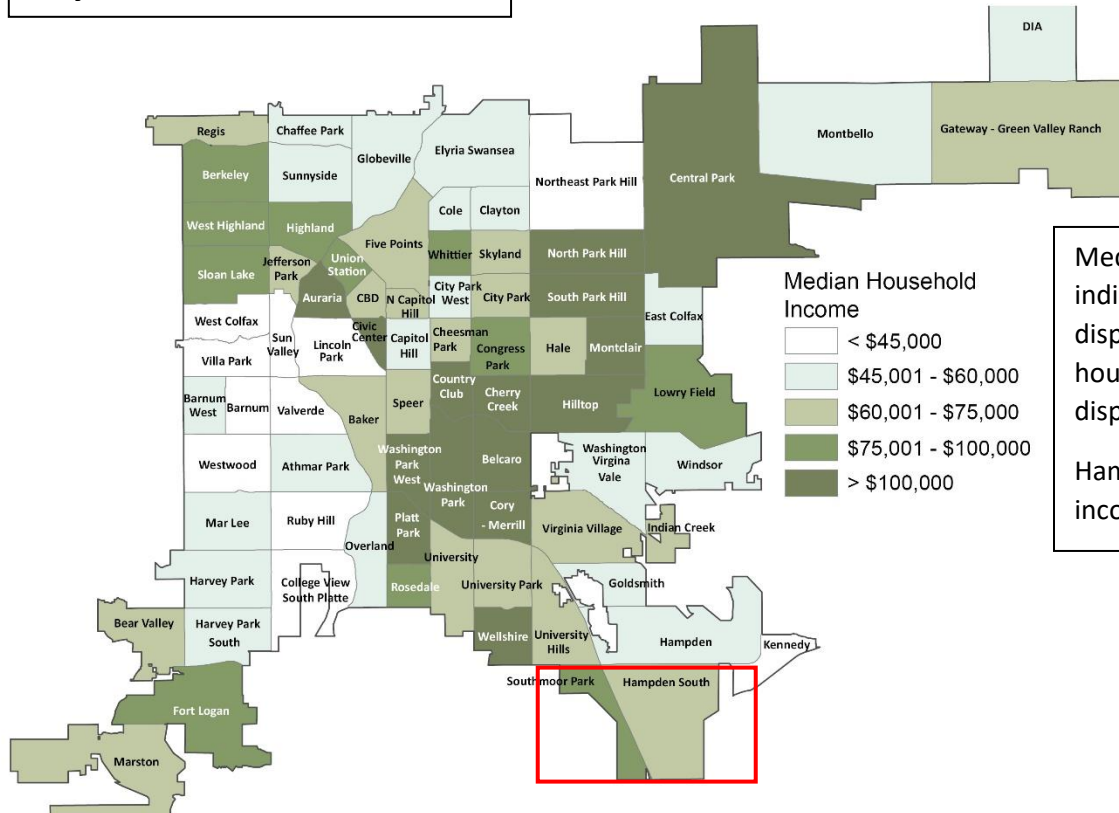 DIA
Regis
Chaffee Park
Globeville
Elyria Swansea
Montbello
Gateway - Green Valley Ranch
Berkeley
Sunnyside
Northeast Park Hill
Central Park
Cole
Clayton
West Highland
Highland
Five Points
Whittier
Skyland
North Park Hill
Union
Station
Jefferson
Park
Sloan Lake
Auraria
CBD
N Capitol
Hill
City Park
West
City Park
South Park Hill
East Colfax
West Colfax
Sun
Valley
Lincoln
Park
Civic
Center
Capitol
Hill
Cheesman
Park
Congress
Park
Hale
Montclair
Villa Park
Barnum
West
Barnum
Valverde
Baker
Speer
Country
Club
Cherry
Creek
Hilltop
Lowry Field
Westwood
Athmar Park
Washington
Park
West
Washington
Park
Belcaro
Washington
Virgina
Vale
Windsor
Mar Lee
Ruby Hill
Overland
Platt
Park
Cory
- Merrill
Virginia Village
Indian Creek
Harvey Park
College View
South Platte
Rosedale
University
University Park
Goldsmith
Bear Valley
Harvey Park
South
Wellshire
University
Hills
Hampden
Kennedy
Southmoor Park
Hampden South
Fort Logan
Marston
Median Household
Income
< $45,000
$45,001 - $60,000
$60,001 - $75,000
$75,001 - $100,000
> $100,000